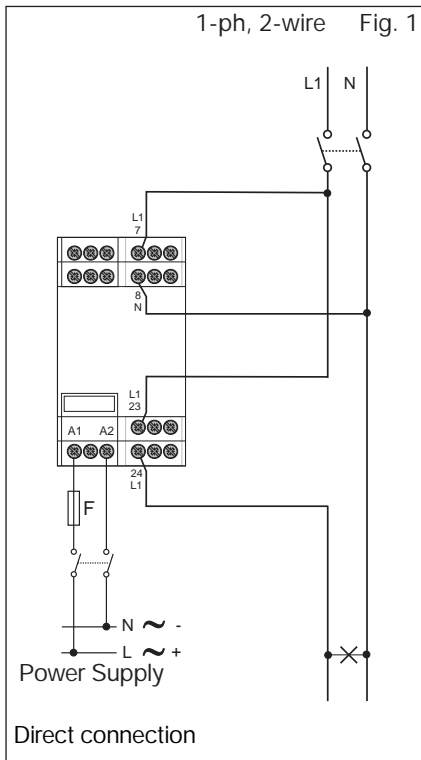 1-ph, 2-wire Fig. 1
L1 N
L1
7
8
N
L1
23
A1 A2
24
L1
F
N ~ -
L ~ +
Power Supply
Direct connection